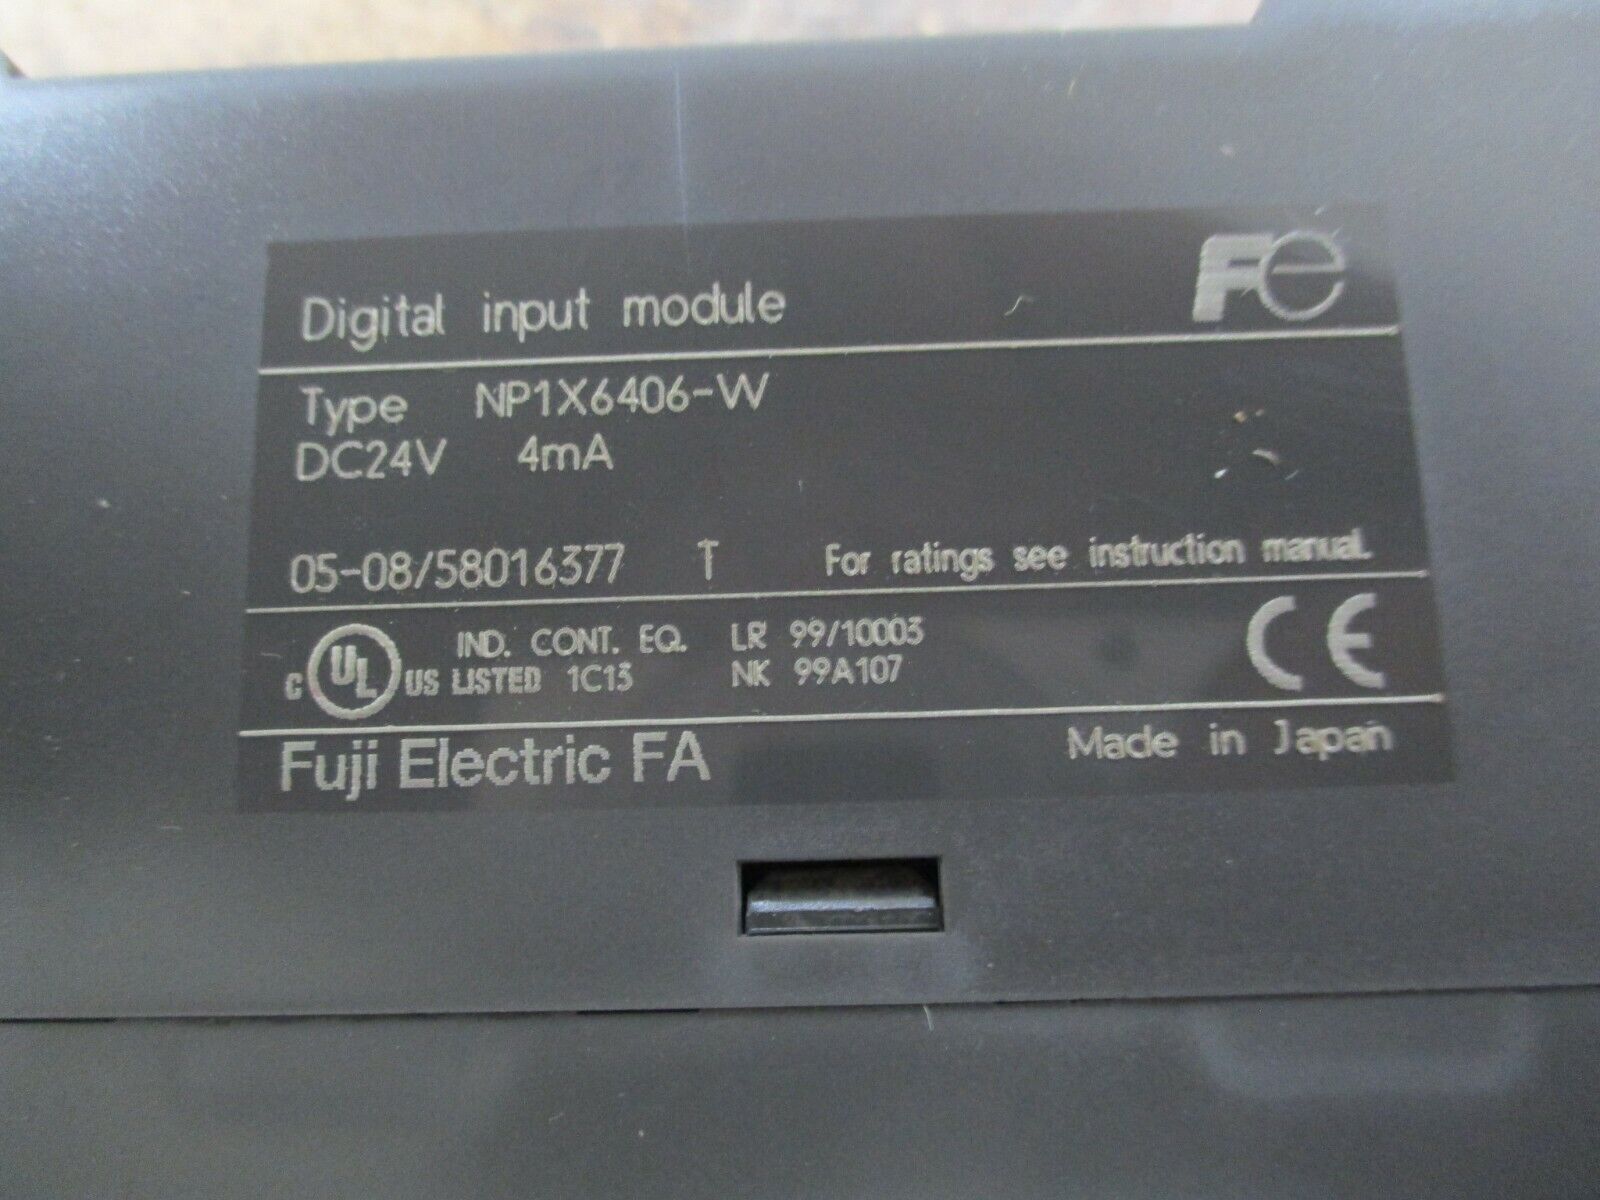 Digital input module
Fe
Type NP1X6406-W
DC24V 4mA
05-08/58016377 T For ratings see instruction manual.
C UL US IND. CONT. EQ. LR 99/10003
LISTED 1C13 NK 99A107
CE
Fuji Electric FA Made in Japan